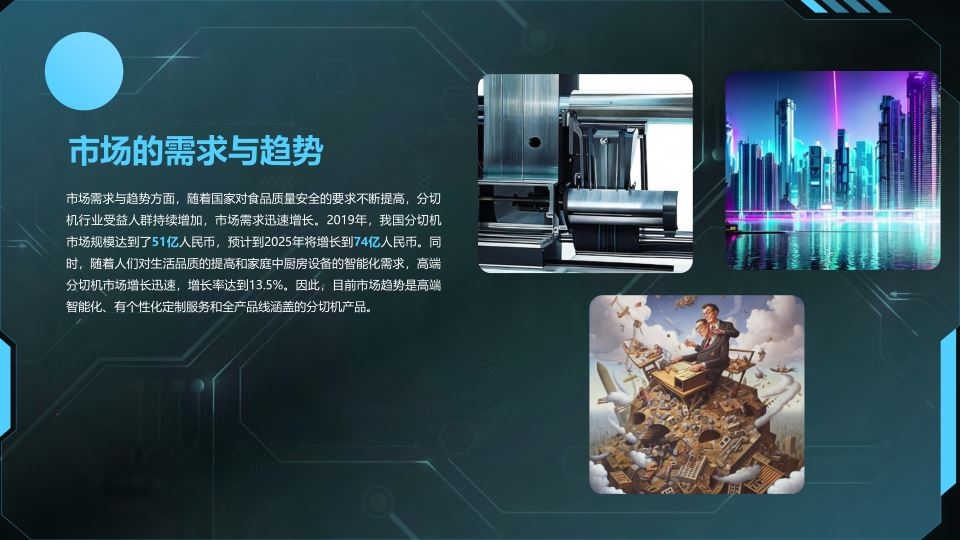 市场的需求与趋势
市场需求与趋势方面，随着国家对食品质量安全的要求不断提高，分切
机行业受益人群持续增加，市场需求迅速增长。2019年，我国分切机
市场规模达到了51亿人民币，预计到2025年将增长到74亿人民币。同
时，随着人们对生活品质的提高和家庭中厨房设备的智能化需求，高端
分切机市场增长迅速，增长率达到13.5%。因此，目前市场趋势是高端
智能化、有个性化定制服务和全产品线涵盖的分切机产品。